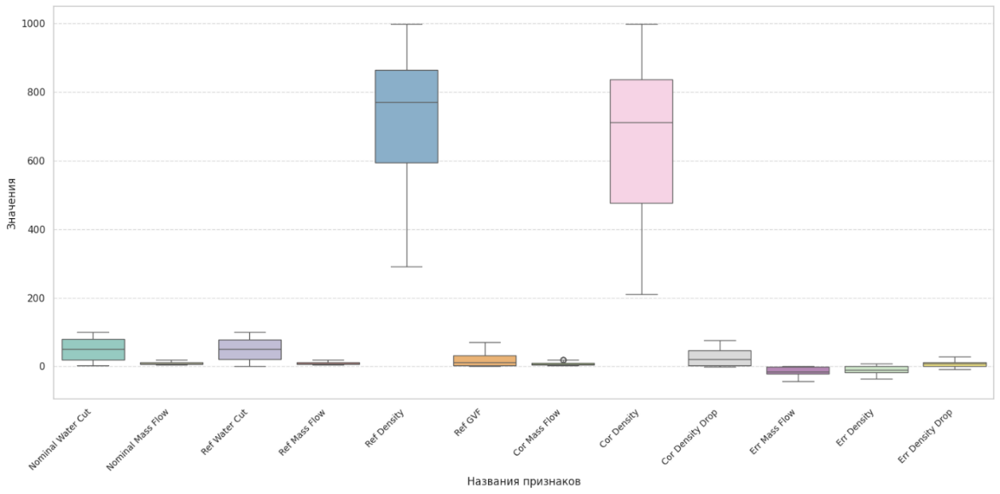 1000
800
600
400
200
0
Значения
Nominal Water Cut
Nominal Mass Flow
Ref Water Cut
Ref Mass Flow
Ref Density
Ref GVF
Cor Mass Flow
Cor Density
Cor Density Drop
Err Mass Flow
Err Density
Err Density Drop
Названия признаков